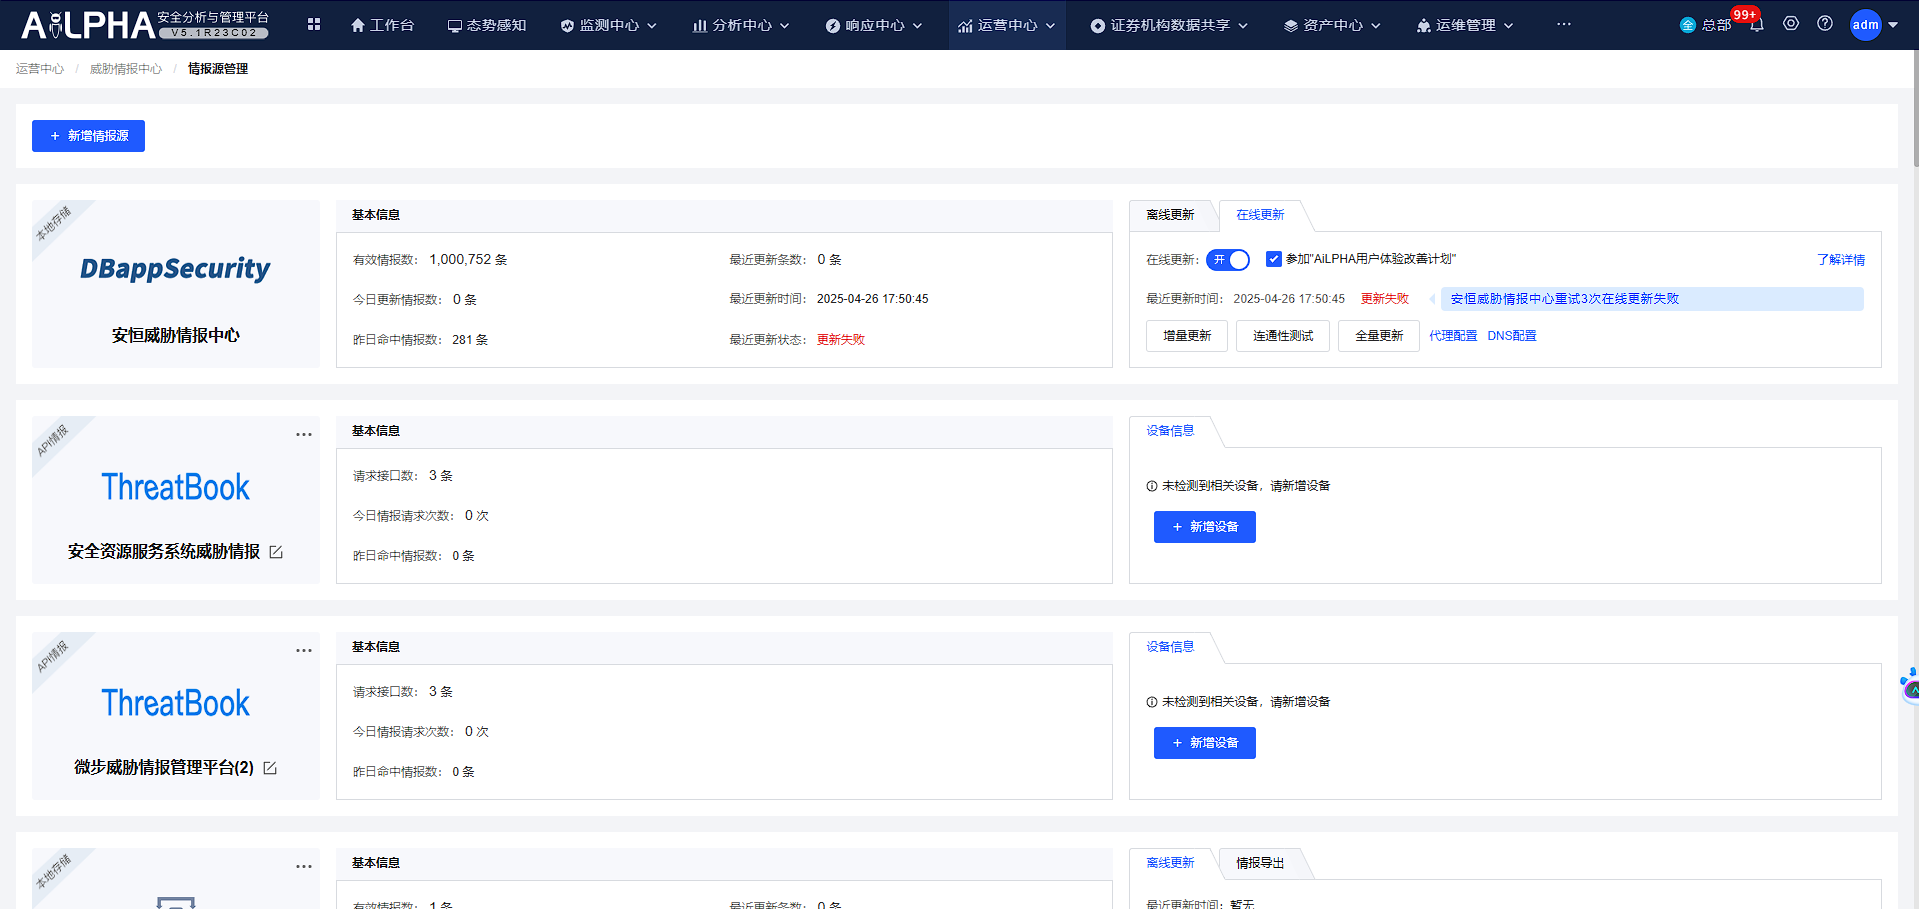 AiLPHA 安全分析与管理平台 V5.1R23C02
工作台 态势感知 监测中心 分析中心 响应中心 运营中心 证券机构数据共享 资产中心 运维管理 ... 全 总部 99+ adm
运营中心 / 威胁情报中心 / 情报源管理
+ 新增情报源
本地存储
DBappSecurity
安恒威胁情报中心
基本信息
有效情报数： 1,000,752 条
最近更新条数： 0 条
今日更新情报数： 0 条
最近更新时间： 2025-04-26 17:50:45
昨日命中情报数： 281 条
最近更新状态： 更新失败
离线更新 在线更新
在线更新： 开 参加"AiLPHA用户体验改善计划" 了解详情
最近更新时间： 2025-04-26 17:50:45 更新失败 安恒威胁情报中心重试3次在线更新失败
增量更新 连通性测试 全量更新 代理配置 DNS配置
API情报
ThreatBook
安全资源服务系统威胁情报
基本信息
请求接口数： 3 条
今日情报请求次数： 0 次
昨日命中情报数： 0 条
设备信息
未检测到相关设备，请新增设备
+ 新增设备
API情报
ThreatBook
微步威胁情报管理平台(2)
基本信息
请求接口数： 3 条
今日情报请求次数： 0 次
昨日命中情报数： 0 条
设备信息
未检测到相关设备，请新增设备
+ 新增设备
本地存储
基本信息
有效情报数： 1 条
最近更新条数： 0 条
离线更新 情报导出
最近更新时间： 暂无